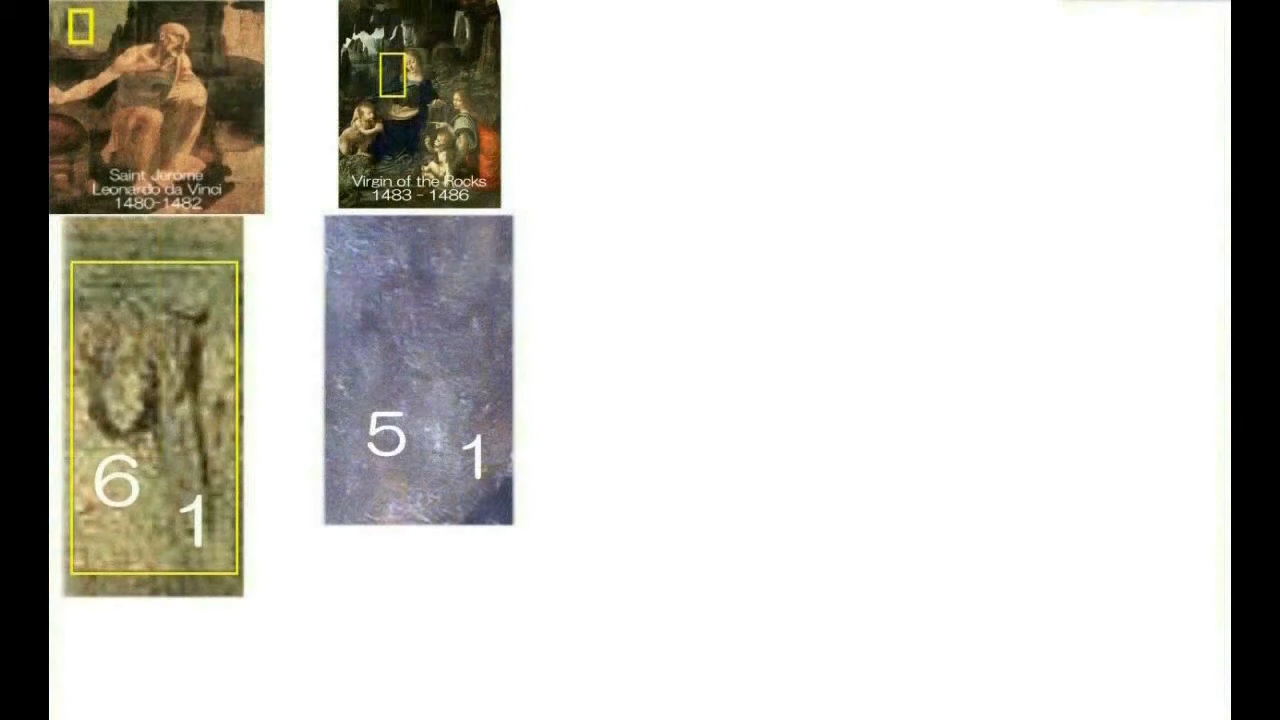 Saint Jerome
Leonardo da Vinci
1480-1482
Virgin of the Rocks
1483 - 1486
6
1
5
1